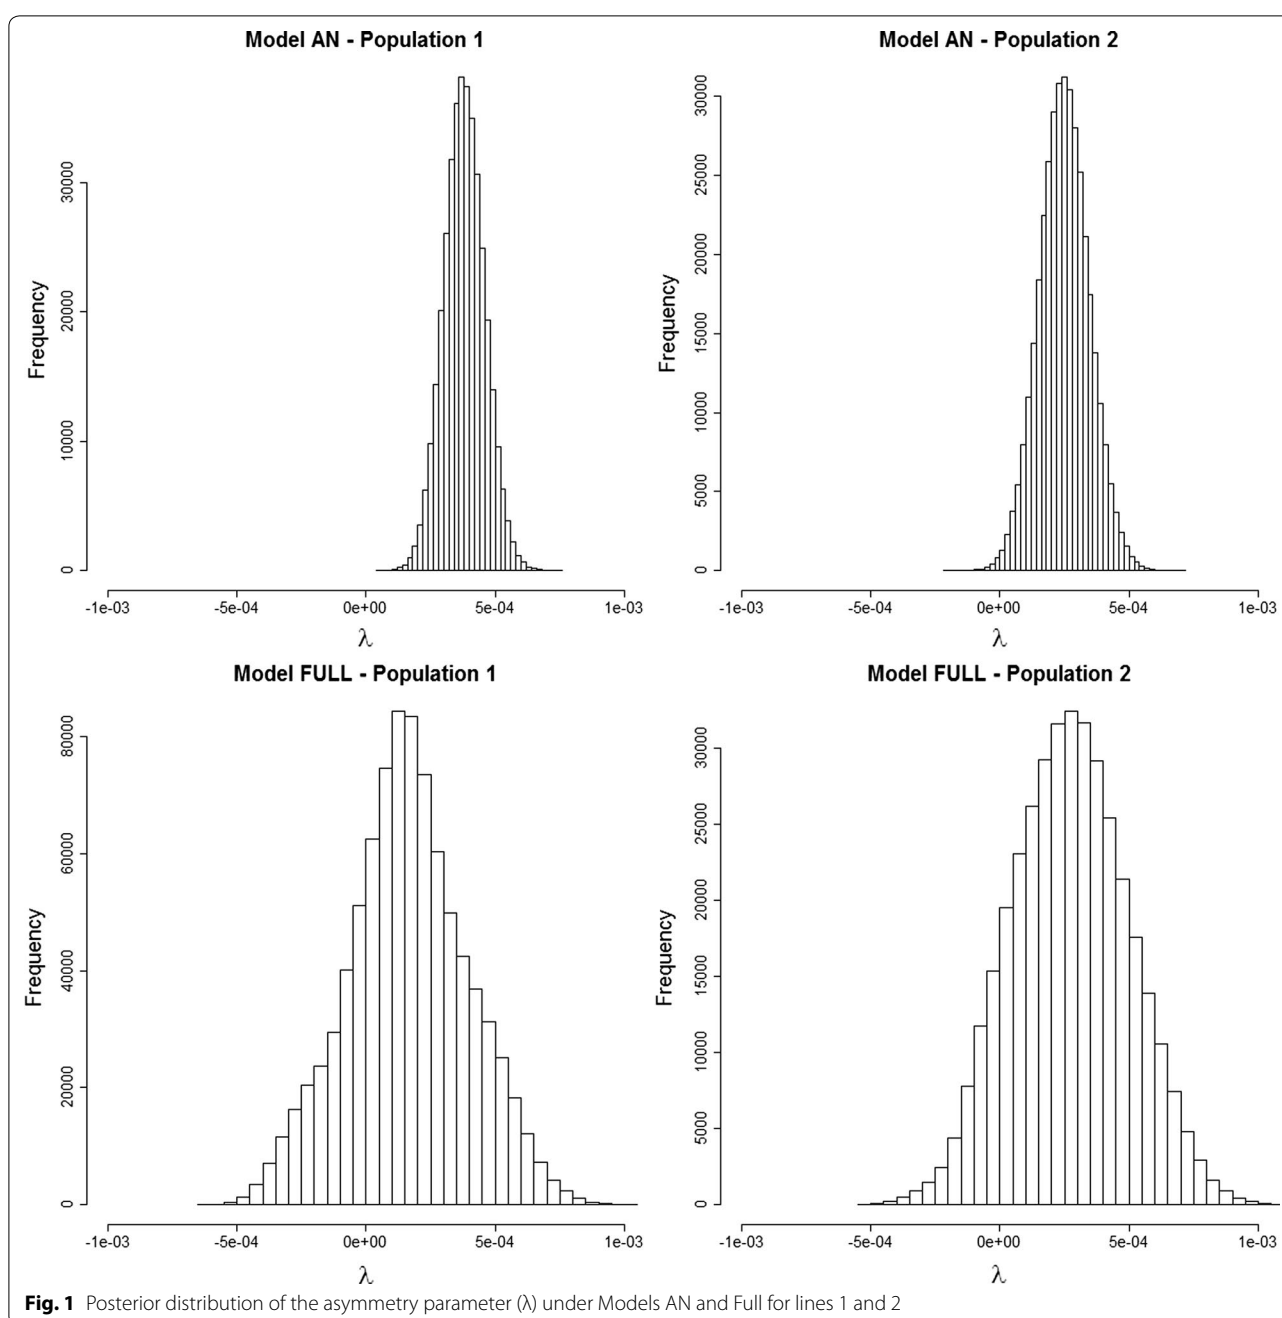 Model AN - Population 1
Frequency
0
10000
20000
30000
-1e-03 -5e-04 0e+00 5e-04 1e-03
λ
Model AN - Population 2
Frequency
0
5000
10000
15000
20000
25000
30000
-1e-03 -5e-04 0e+00 5e-04 1e-03
λ
Model FULL - Population 1
Frequency
0
20000
40000
60000
80000
-1e-03 -5e-04 0e+00 5e-04 1e-03
λ
Model FULL - Population 2
Frequency
0
5000
10000
15000
20000
25000
30000
-1e-03 -5e-04 0e+00 5e-04 1e-03
λ
Fig. 1 Posterior distribution of the asymmetry parameter (λ) under Models AN and Full for lines 1 and 2